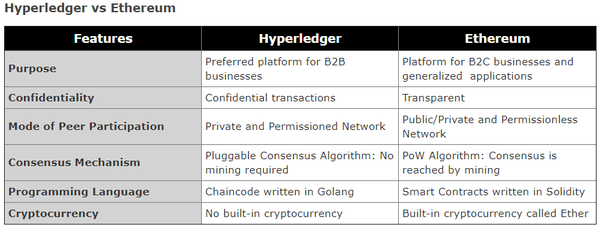 Hyperledger vs Ethereum
Features Hyperledger Ethereum
Purpose
Preferred platform for B2B
businesses
Platform for B2C businesses and
generalized applications
Confidentiality Confidential transactions Transparent
Mode of Peer Participation Private and Permissioned Network
Public/Private and Permissionless
Network
Consensus Mechanism
Pluggable Consensus Algorithm: No
mining required
PoW Algorithm: Consensus is
reached by mining
Programming Language Chaincode written in Golang Smart Contracts written in Solidity
Cryptocurrency No built-in cryptocurrency Built-in cryptocurrency called Ether